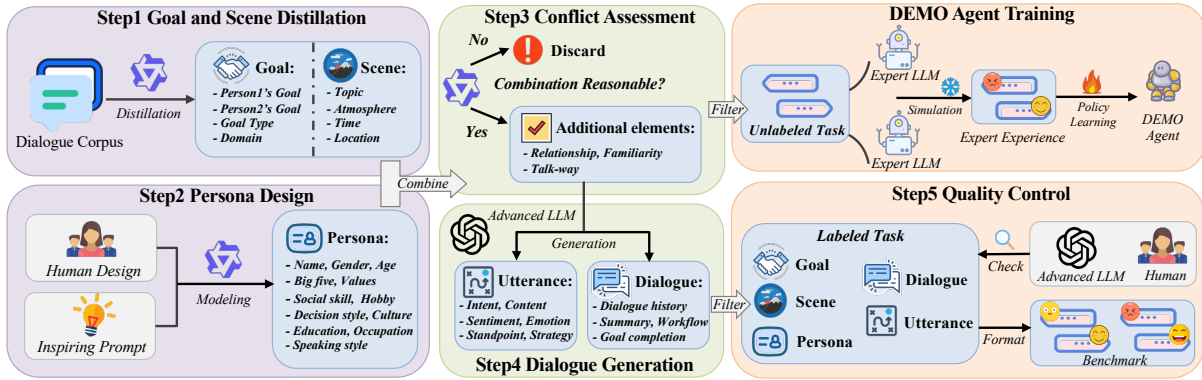 Step1 Goal and Scene Distillation
Dialogue Corpus
Distillation
Goal:
- Person1's Goal
- Person2's Goal
- Goal Type
- Domain
Scene:
- Topic
- Atmosphere
- Time
- Location
Step2 Persona Design
Human Design
Inspiring Prompt
Modeling
Persona:
- Name, Gender, Age
- Big five, Values
- Social skill, Hobby
- Decision style, Culture
- Education, Occupation
- Speaking style
Combine
Step3 Conflict Assessment
No
Discard
Combination Reasonable?
Yes
Additional elements:
- Relationship, Familiarity
- Talk-way
Advanced LLM
Generation
Utterance:
- Intent, Content
- Sentiment, Emotion
- Standpoint, Strategy
Dialogue:
- Dialogue history
- Summary, Workflow
- Goal completion
Step4 Dialogue Generation
Filter
Filter
DEMO Agent Training
Unlabeled Task
Expert LLM
Expert LLM
Simulation
Expert Experience
Policy
Learning
DEMO
Agent
Step5 Quality Control
Labeled Task
Goal
Scene
Persona
Dialogue
Utterance
Check
Advanced LLM
Human
Format
Benchmark